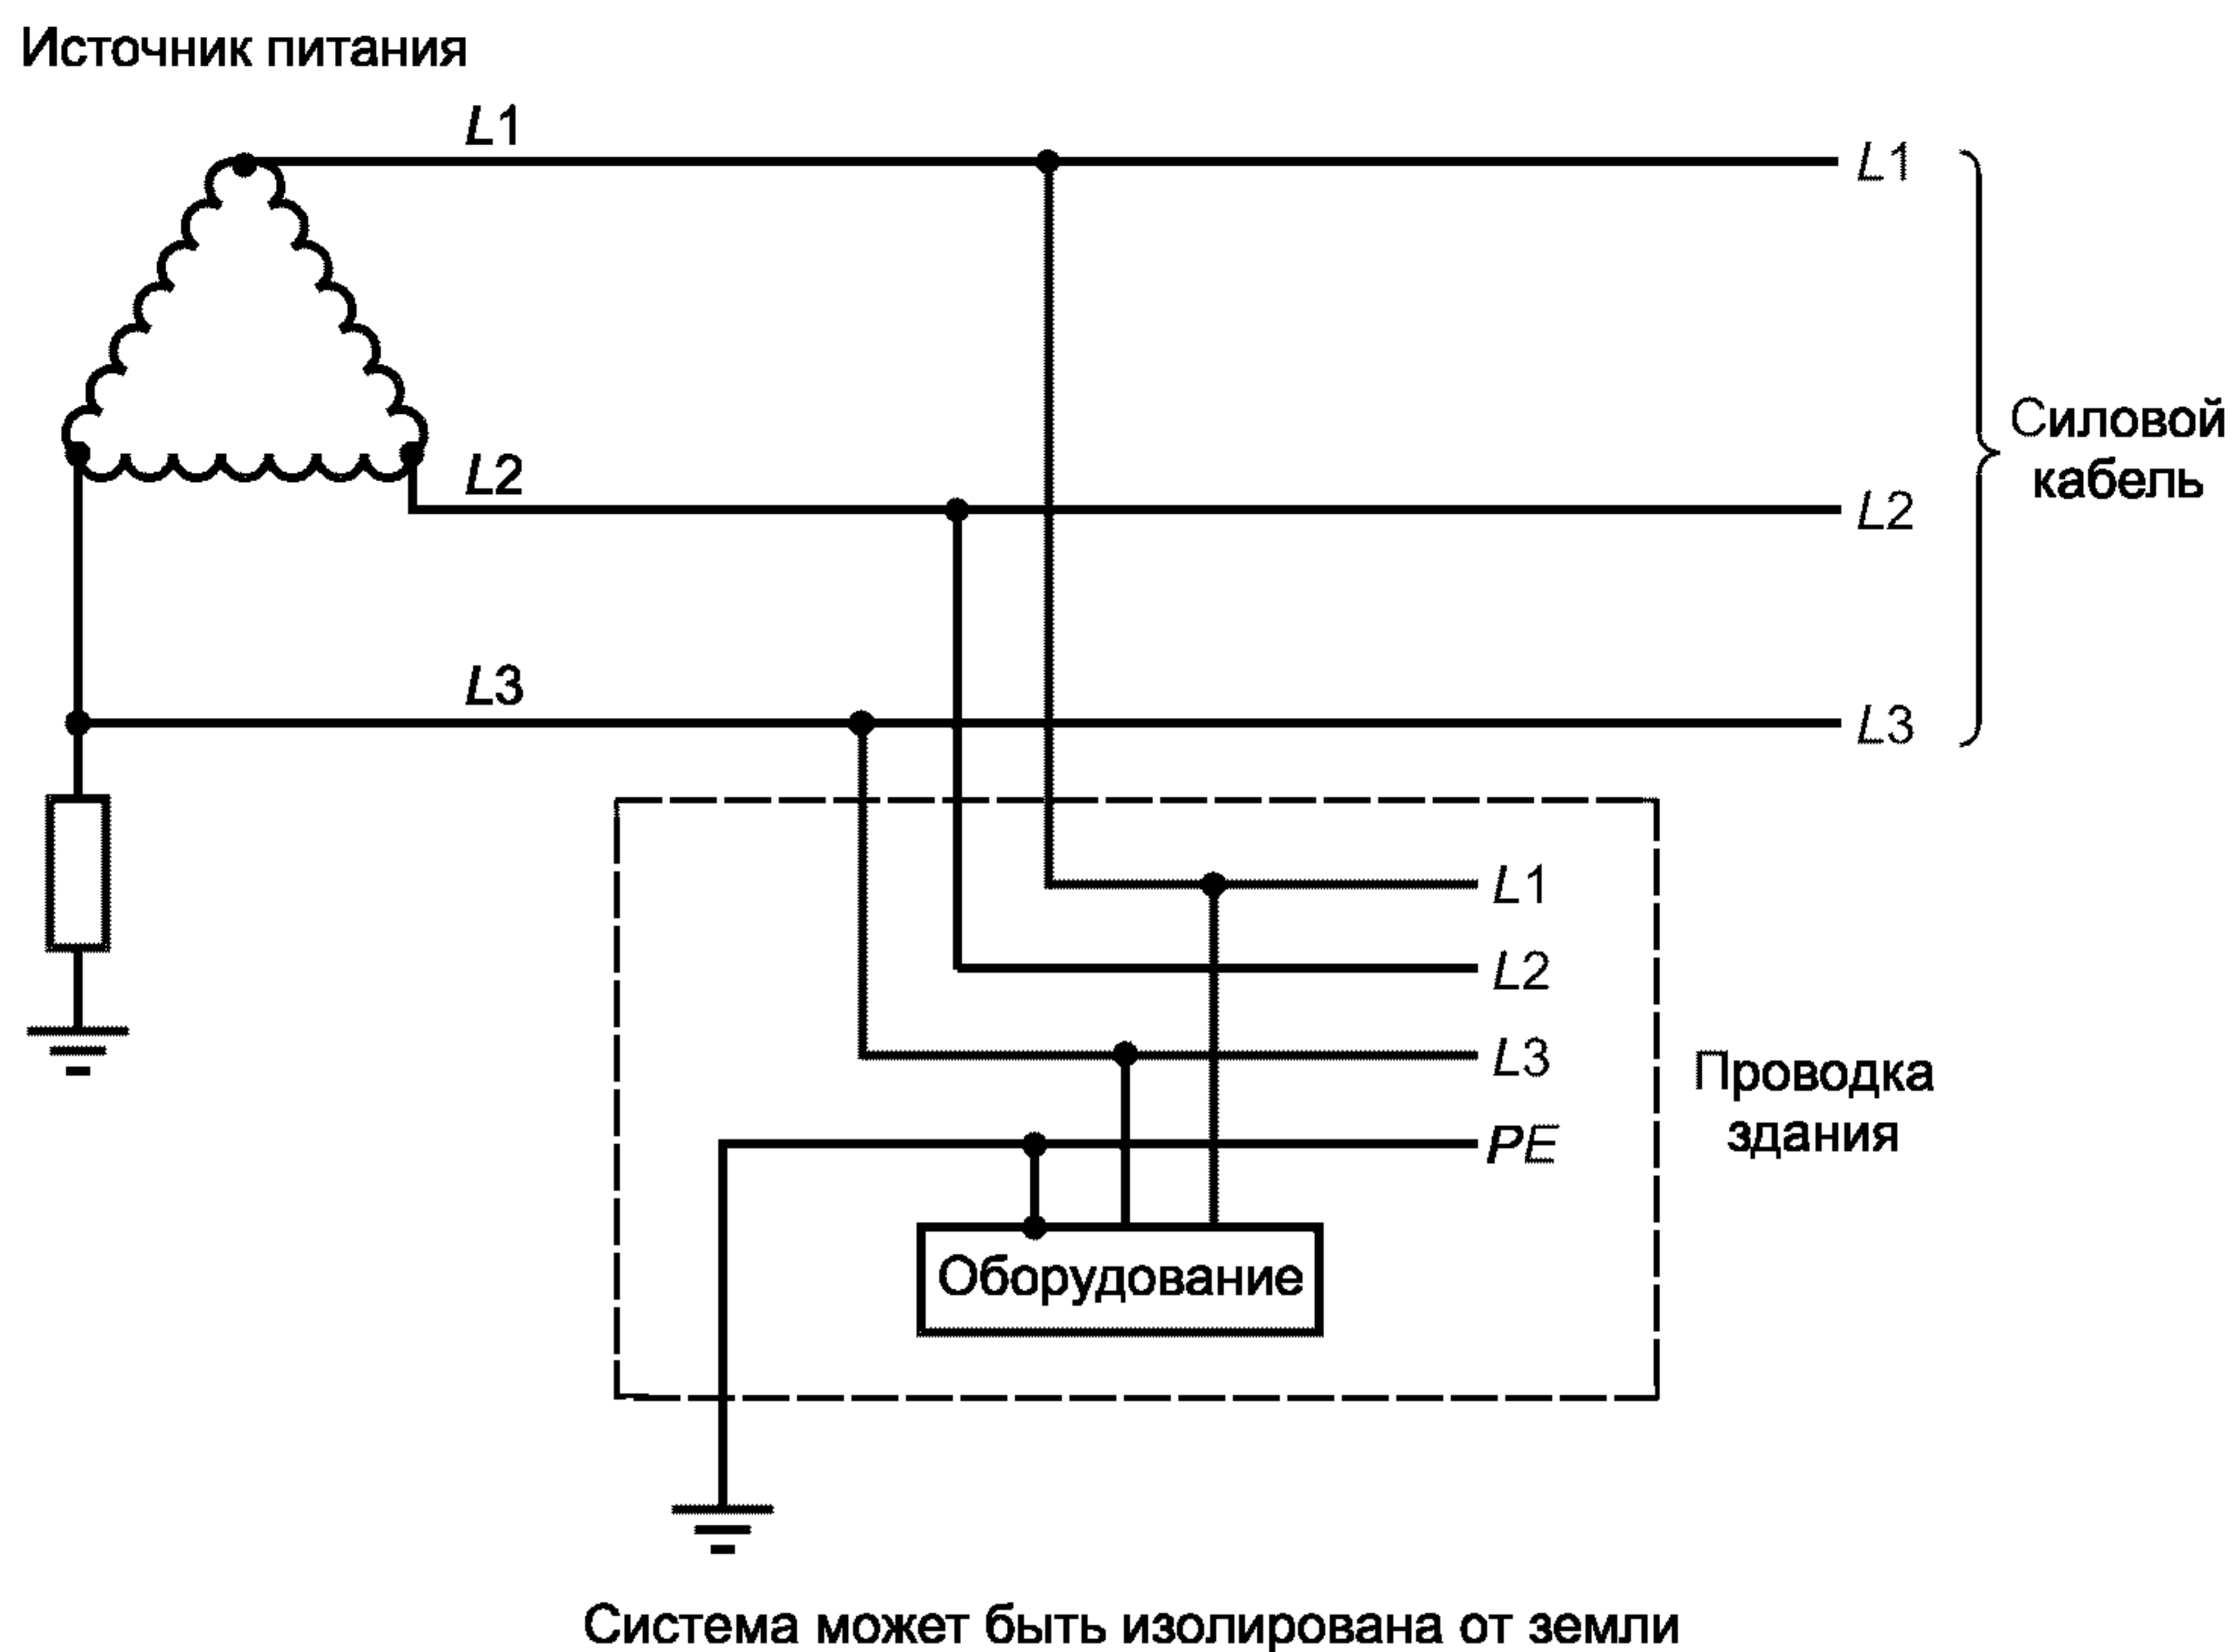 Источник питания
L1
L1
L2
Силовой
кабель
L2
L3
L3
L1
L2
L3
PE
Проводка
здания
Оборудование
Система может быть изолирована от земли